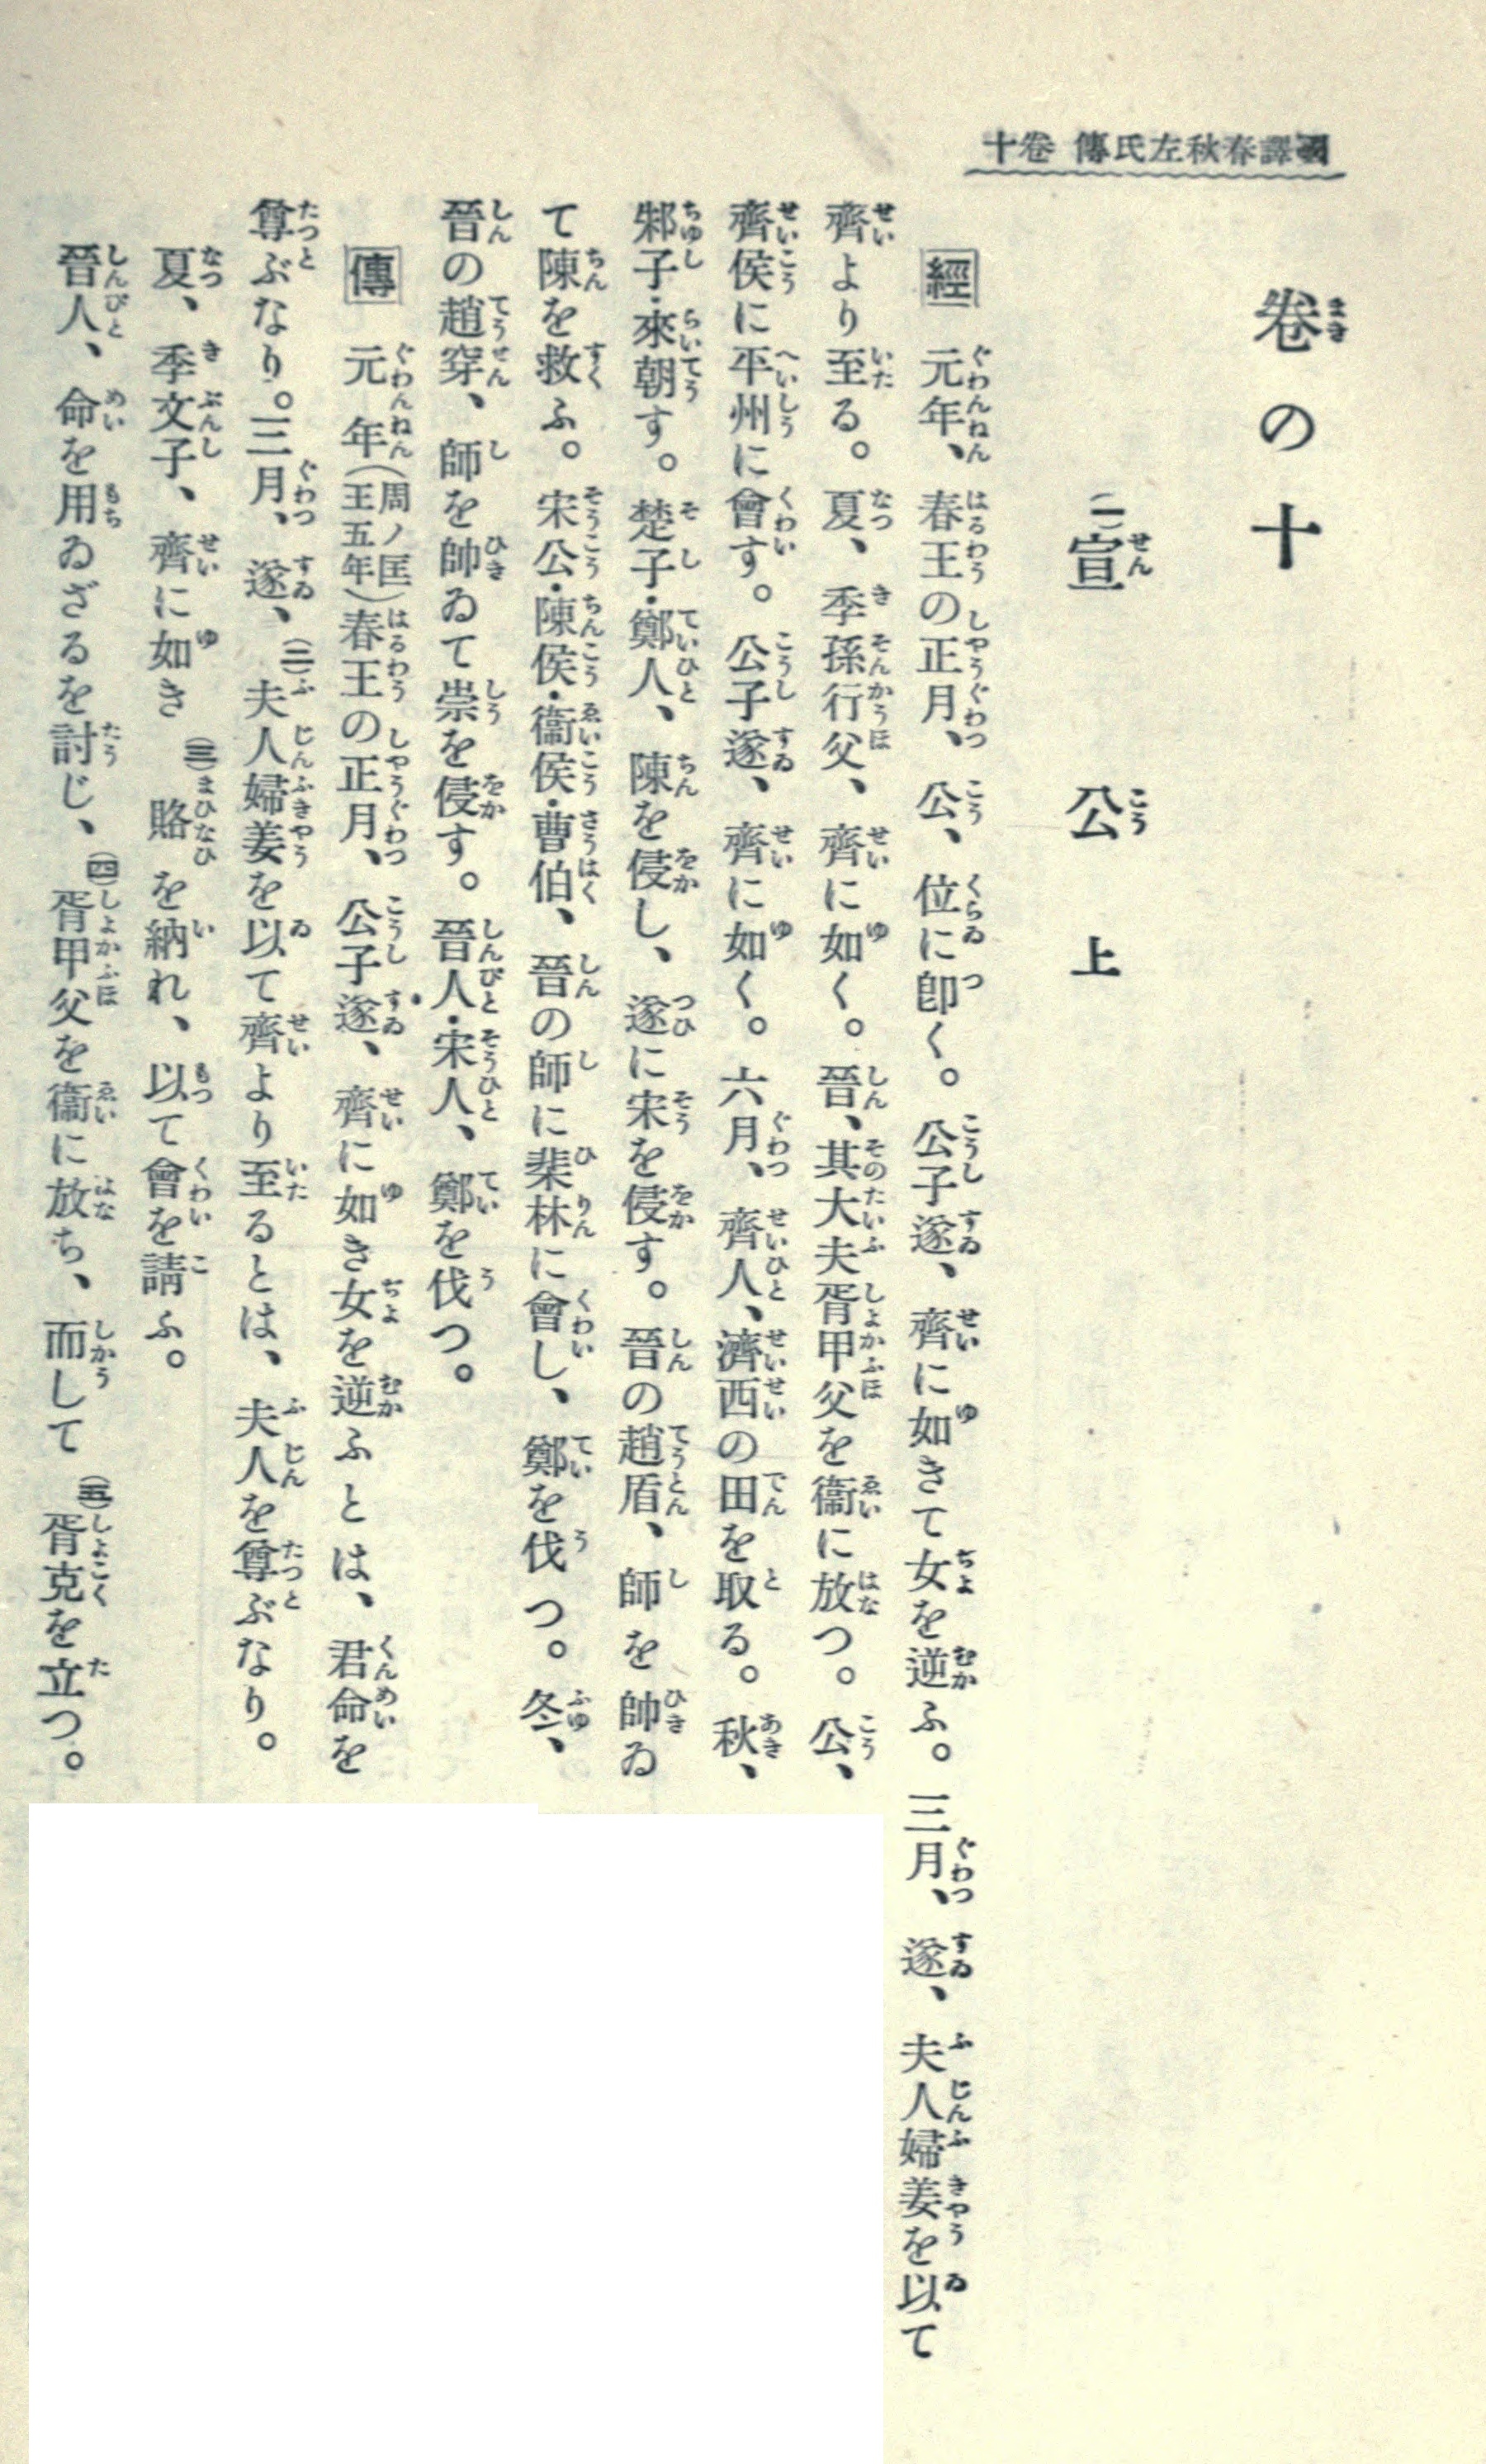 國譯春秋左氏傳 卷十
卷の十
(一)宣公上
經 元年、春王の正月、公、位に卽く。公子遂、齊に如きて女を逆ふ。三月、遂、夫人婦姜を以て
齊より至る。夏、季孫行父、齊に如く。晉、其大夫胥甲父を衞に放つ。公、
齊侯に平州に會す。公子遂、齊に如く。六月、齊人、濟西の田を取る。秋、
邾子・來朝す。楚子・鄭人、陳を侵し、遂に宋を侵す。晉の趙盾、師を帥ゐ
て陳を救ふ。宋公・陳侯・衞侯・曹伯、晉の師に棐林に會し、鄭を伐つ。冬、
晉の趙穿、師を帥ゐて崇を侵す。晉人・宋人、鄭を伐つ。
傳 元年(周ノ匡王五年)春王の正月、公子遂、齊に如き女を逆ふとは、君命を
尊ぶなり。三月、遂、(二)夫人婦姜を以て齊より至るとは、夫人を尊ぶなり。
夏、季文子、齊に如き(三)賂を納れ、以て會を請ふ。
晉人、命を用ゐざるを討じ、(四)胥甲父を衞に放ち、而して(五)胥克を立つ。